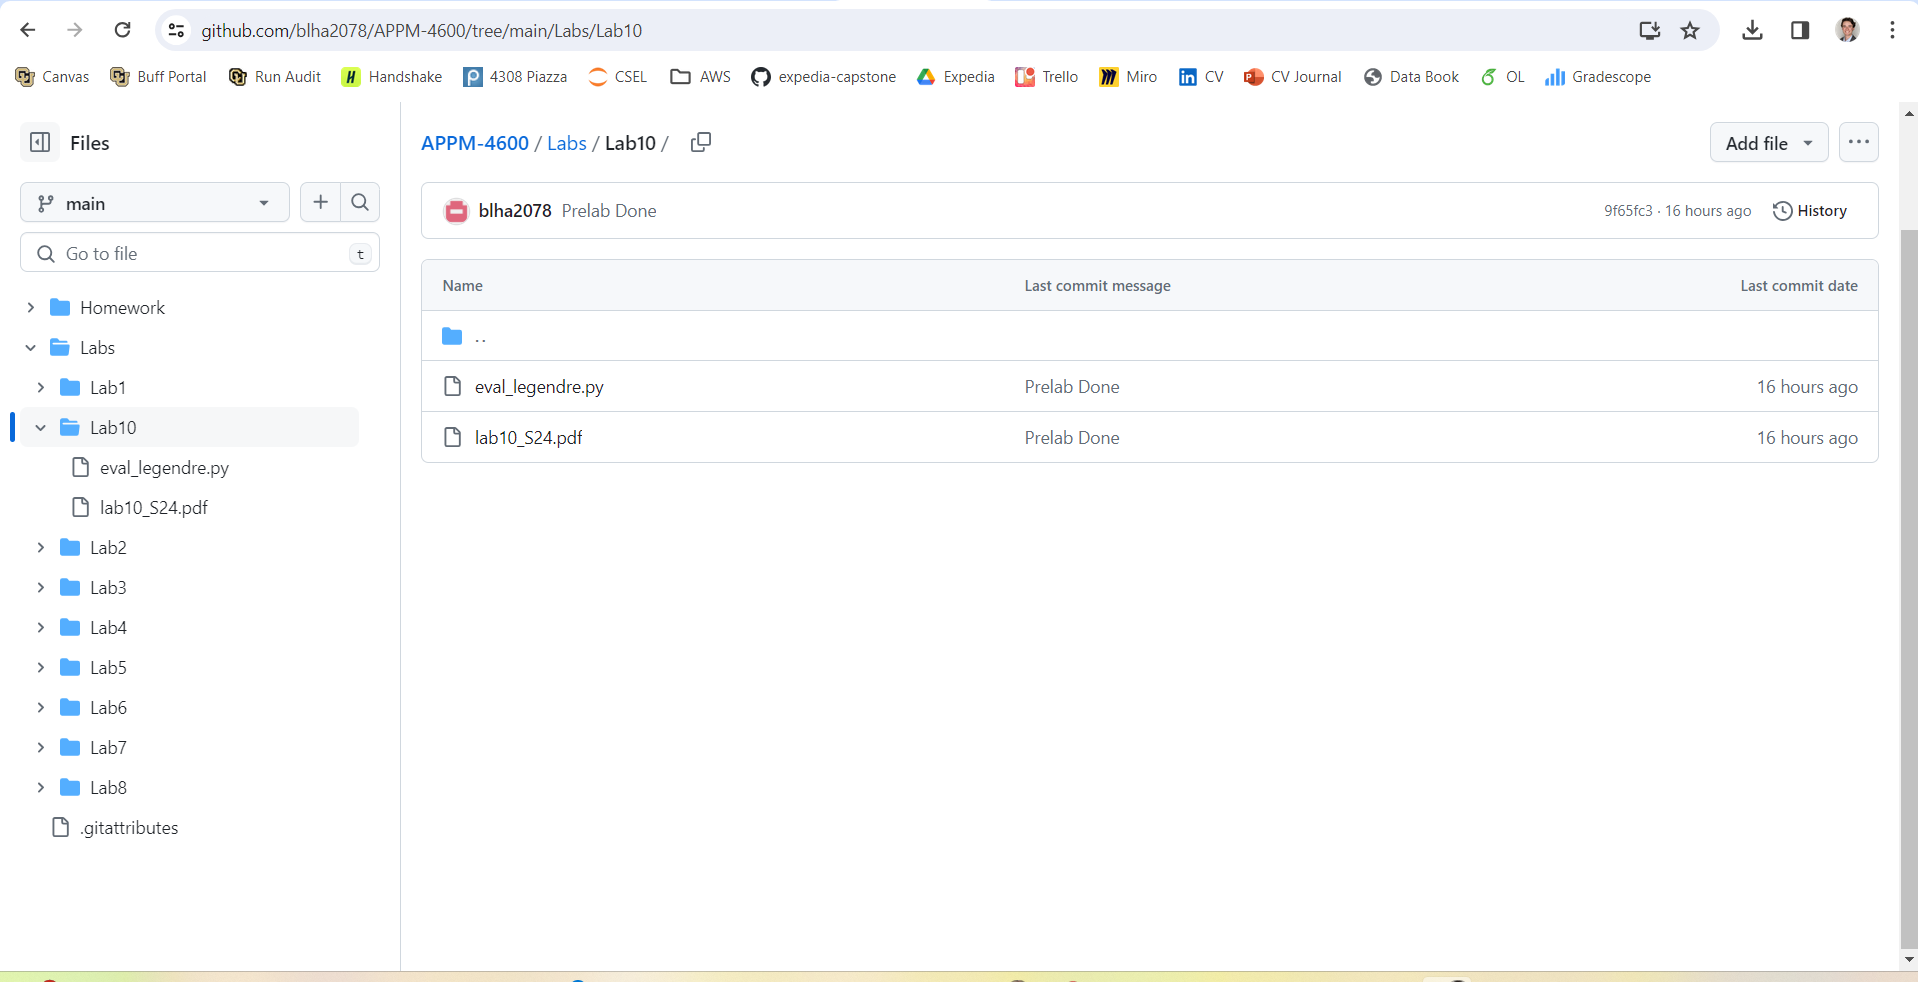 github.com/blha2078/APPM-4600/tree/main/Labs/Lab10
Canvas Buff Portal Run Audit Handshake 4308 Piazza CSEL AWS expedia-capstone Expedia Trello Miro CV CV Journal Data Book OL Gradescope
Files
main
Go to file t
Homework
Labs
Lab1
Lab10
eval_legendre.py
lab10_S24.pdf
Lab2
Lab3
Lab4
Lab5
Lab6
Lab7
Lab8
.gitattributes
APPM-4600 / Labs / Lab10 /
Add file
blha2078 Prelab Done 9f65fc3 · 16 hours ago History
Name Last commit message Last commit date
..
eval_legendre.py Prelab Done 16 hours ago
lab10_S24.pdf Prelab Done 16 hours ago